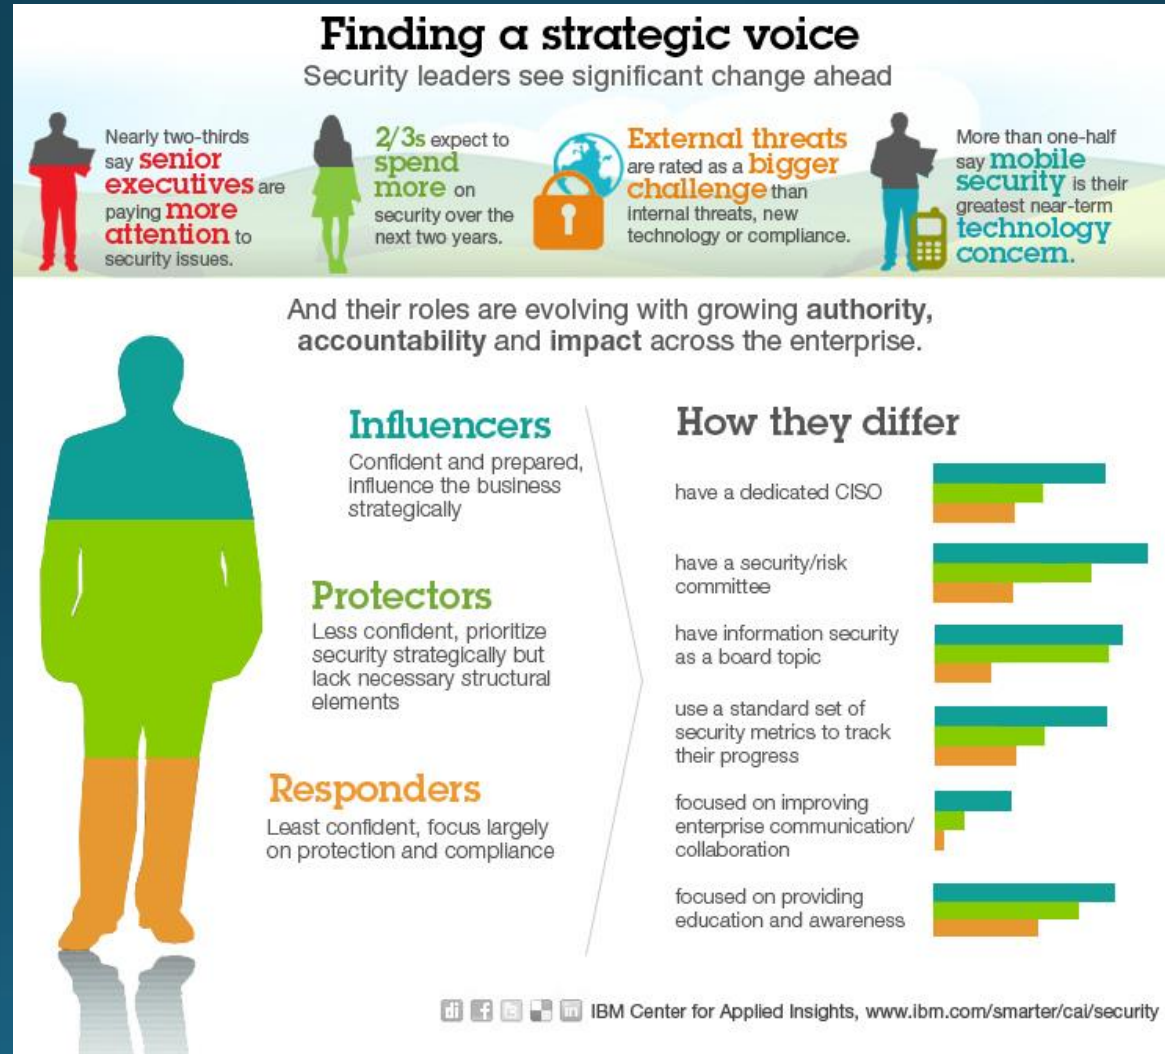 Finding a strategic voice
Security leaders see significant change ahead
Nearly two-thirds
say senior
executives are
paying more
attention to
security issues.
2/3s expect to
spend
more on
security over the
next two years.
External threats
are rated as a bigger
challenge than
internal threats, new
technology or compliance.
More than one-half
say mobile
security is their
greatest near-term
technology
concern.
And their roles are evolving with growing authority,
accountability and impact across the enterprise.
Influencers
Confident and prepared,
influence the business
strategically
Protectors
Less confident, prioritize
security strategically but
lack necessary structural
elements
Responders
Least confident, focus largely
on protection and compliance
How they differ
have a dedicated CISO
have a security/risk
committee
have information security
as a board topic
use a standard set of
security metrics to track
their progress
focused on improving
enterprise communication/
collaboration
focused on providing
education and awareness
IBM Center for Applied Insights, www.ibm.com/smarter/cai/security